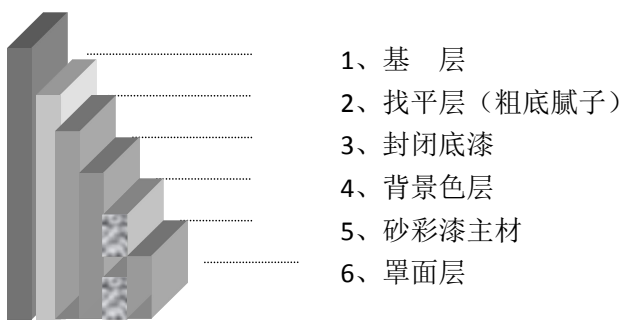 1、基　层
2、找平层（粗底腻子）
3、封闭底漆
4、背景色层
5、砂彩漆主材
6、罩面层